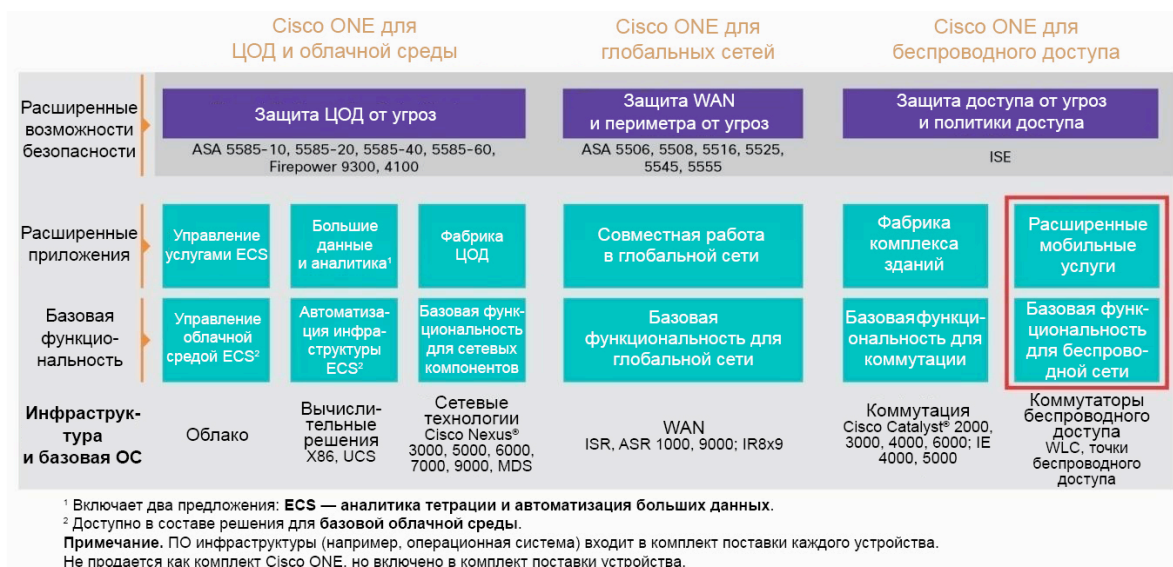 Cisco ONE для
ЦОД и облачной среды
Cisco ONE для
глобальных сетей
Cisco ONE для
беспроводного доступа
Расширенные
возможности
безопасности
Защита ЦОД от угроз
ASA 5585-10, 5585-20, 5585-40, 5585-60,
Firepower 9300, 4100
Защита WAN
и периметра от угроз
ASA 5506, 5508, 5516, 5525,
5545, 5555
Защита доступа от угроз
и политики доступа
ISE
Расширенные
приложения
Управление
услугами ECS
Большие
данные
и аналитика¹
Фабрика
ЦОД
Совместная работа
в глобальной сети
Фабрика
комплекса
зданий
Расширенные
мобильные
услуги
Базовая
функцио-
нальность
Управление
облачной
средой ECS²
Автоматиза-
ция инфра-
структуры
ECS²
Базовая функ-
циональность
для сетевых
компонентов
Базовая
функциональность для
глобальной сети
Базовая функци-
ональность для
коммутации
Базовая функ-
циональность
для беспрово-
дной сети
Инфраструк-
тура
и базовая ОС
Облако
Вычисли-
тельные
решения
X86, UCS
Сетевые
технологии
Cisco Nexus®
3000, 5000, 6000,
7000, 9000, MDS
WAN
ISR, ASR 1000, 9000; IR8x9
Коммутация
Cisco Catalyst® 2000,
3000, 4000, 6000; IE
4000, 5000
Коммутаторы
беспроводного
доступа
WLC, точки
беспроводного
доступа
¹ Включает два предложения: ECS — аналитика тетрации и автоматизация больших данных.
² Доступно в составе решения для базовой облачной среды.
Примечание. ПО инфраструктуры (например, операционная система) входит в комплект поставки каждого устройства.
Не продается как комплект Cisco ONE, но включено в комплект поставки устройства.